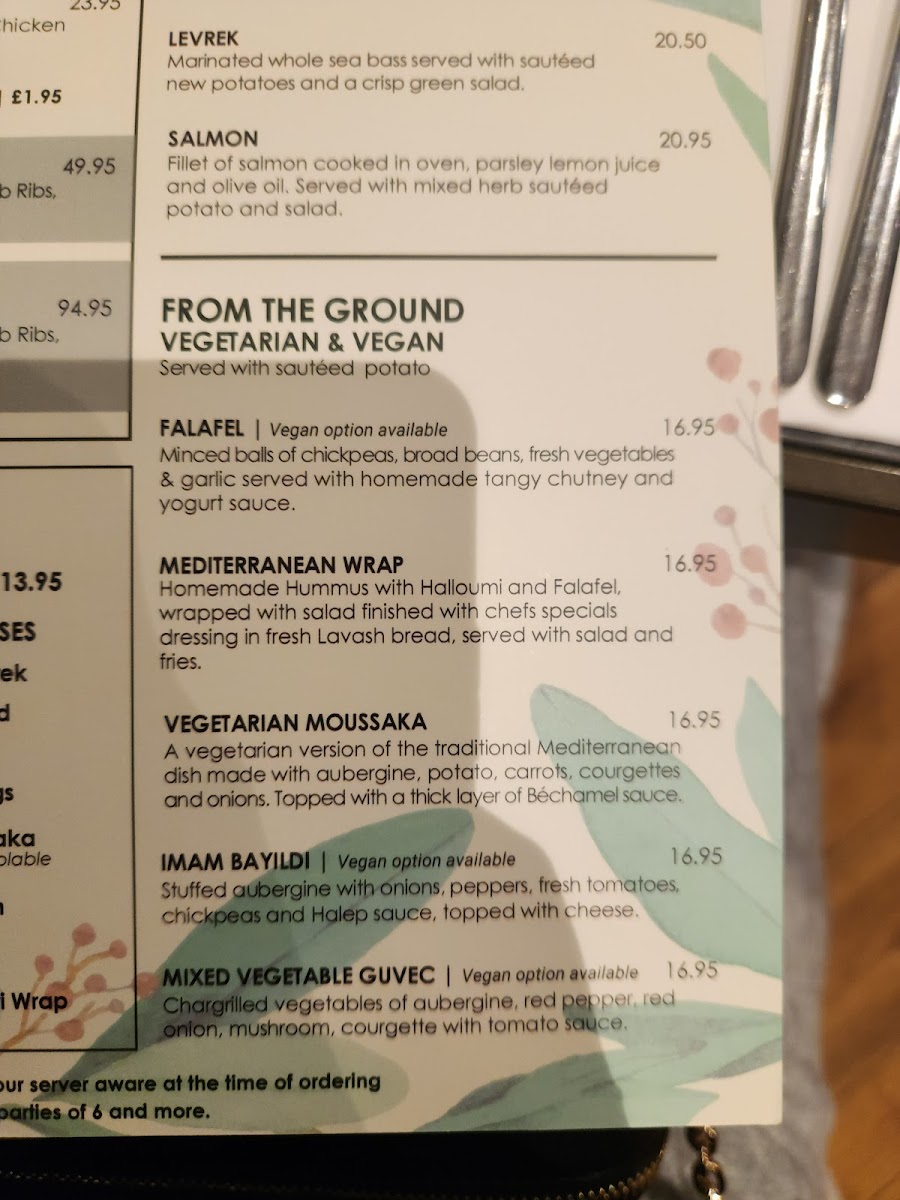 23.95
Chicken
£1.95
49.95
Ribs,
94.95
Ribs,
13.95
Wrap
our server aware at the time of ordering
parties of 6 and more.
LEVREK 20.50
Marinated whole sea bass served with sautéed
new potatoes and a crisp green salad.
SALMON 20.95
Fillet of salmon cooked in oven, parsley lemon juice
and olive oil. Served with mixed herb sautéed
potato and salad.
FROM THE GROUND
VEGETARIAN & VEGAN
Served with sautéed potato
FALAFEL | Vegan option available 16.95
Minced balls of chickpeas, broad beans, fresh vegetables
& garlic served with homemade tangy chutney and
yogurt sauce.
MEDITERRANEAN WRAP 16.95
Homemade Hummus with Halloumi and Falafel,
wrapped with salad finished with chefs specials
dressing in fresh Lavash bread, served with salad and
fries.
VEGETARIAN MOUSSAKA 16.95
A vegetarian version of the traditional Mediterranean
dish made with aubergine, potato, carrots, courgettes
and onions. Topped with a thick layer of Béchamel sauce.
IMAM BAYILDI | Vegan option available 16.95
Stuffed aubergine with onions, peppers, fresh tomatoes,
chickpeas and Halep sauce, topped with cheese.
MIXED VEGETABLE GUVEC | Vegan option available 16.95
Chargrilled vegetables of aubergine, red pepper, red
onion, mushroom, courgette with tomato sauce.